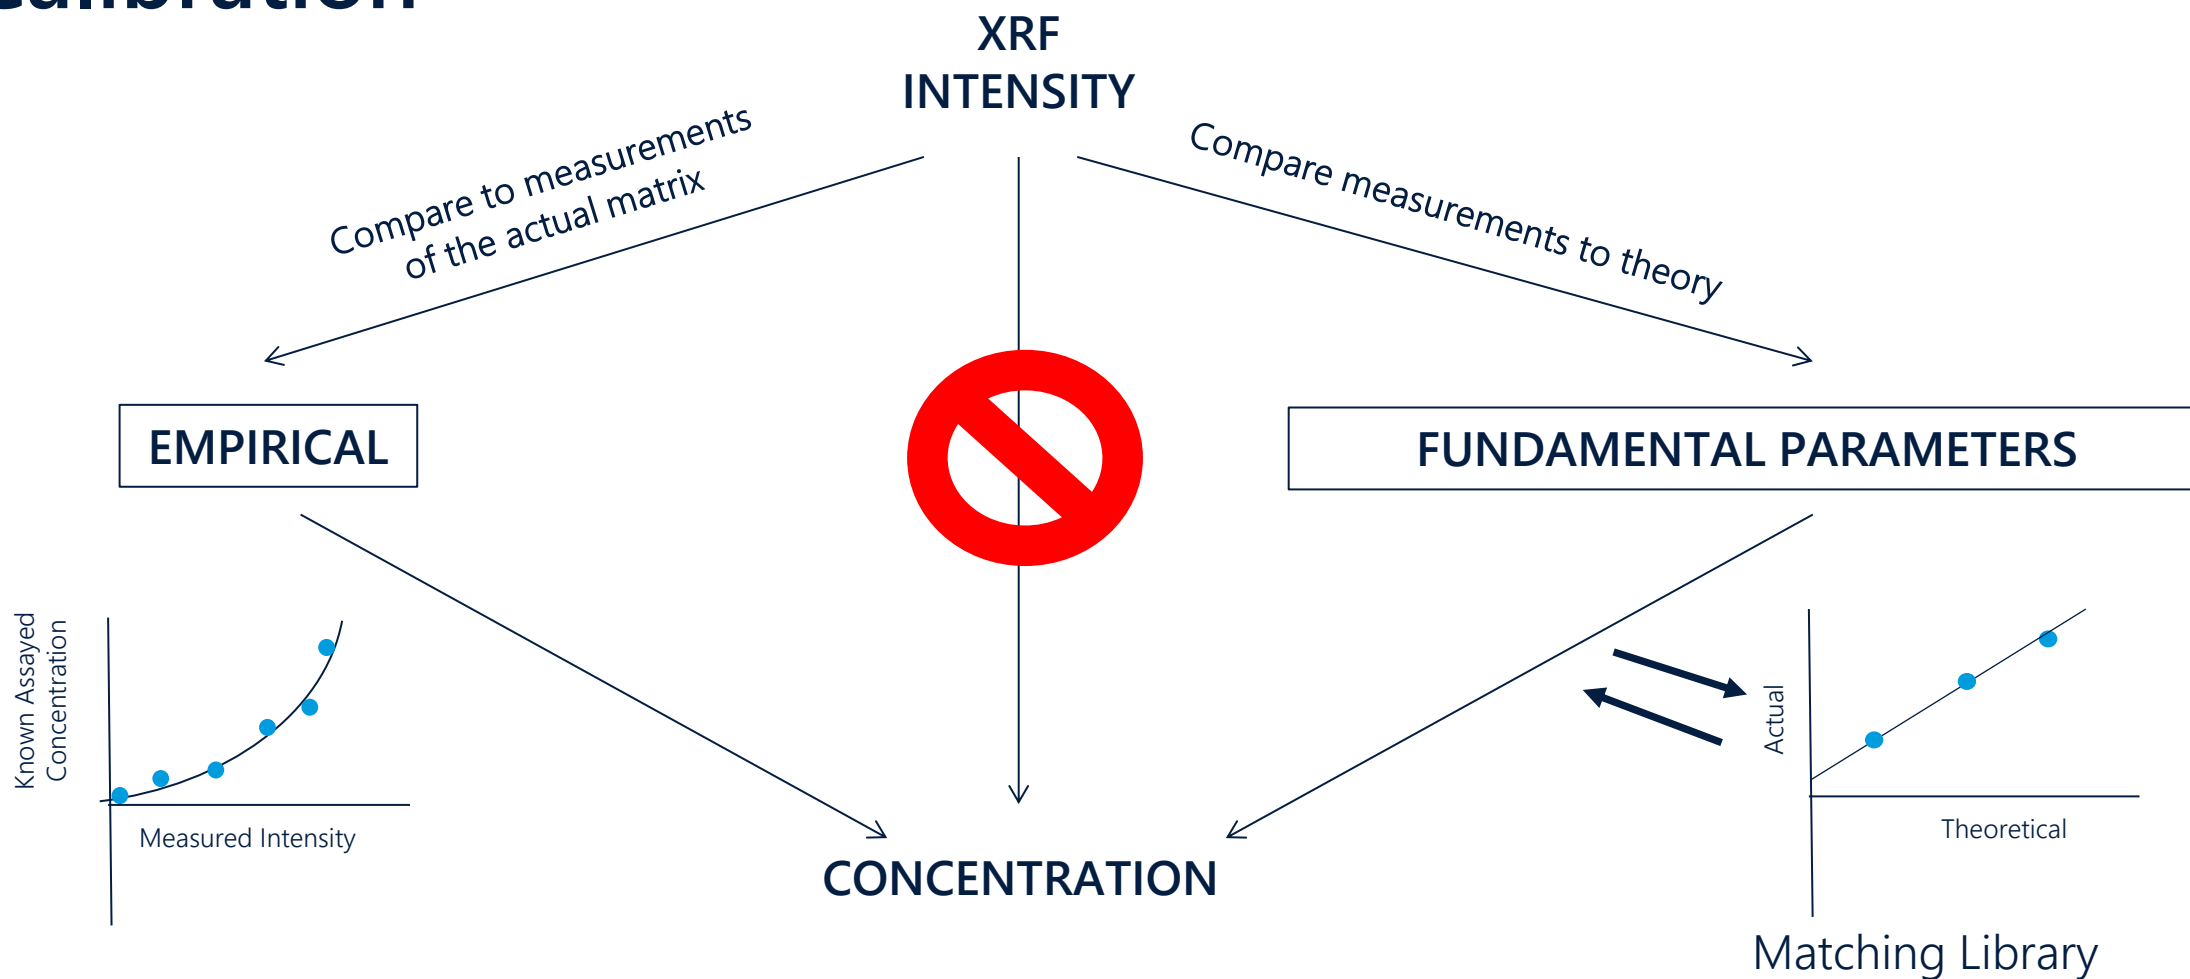 XRF
INTENSITY
Compare to measurements
of the actual matrix
Compare measurements to theory
EMPIRICAL
FUNDAMENTAL PARAMETERS
Known Assayed
Concentration
Measured Intensity
Actual
Theoretical
CONCENTRATION
Matching Library